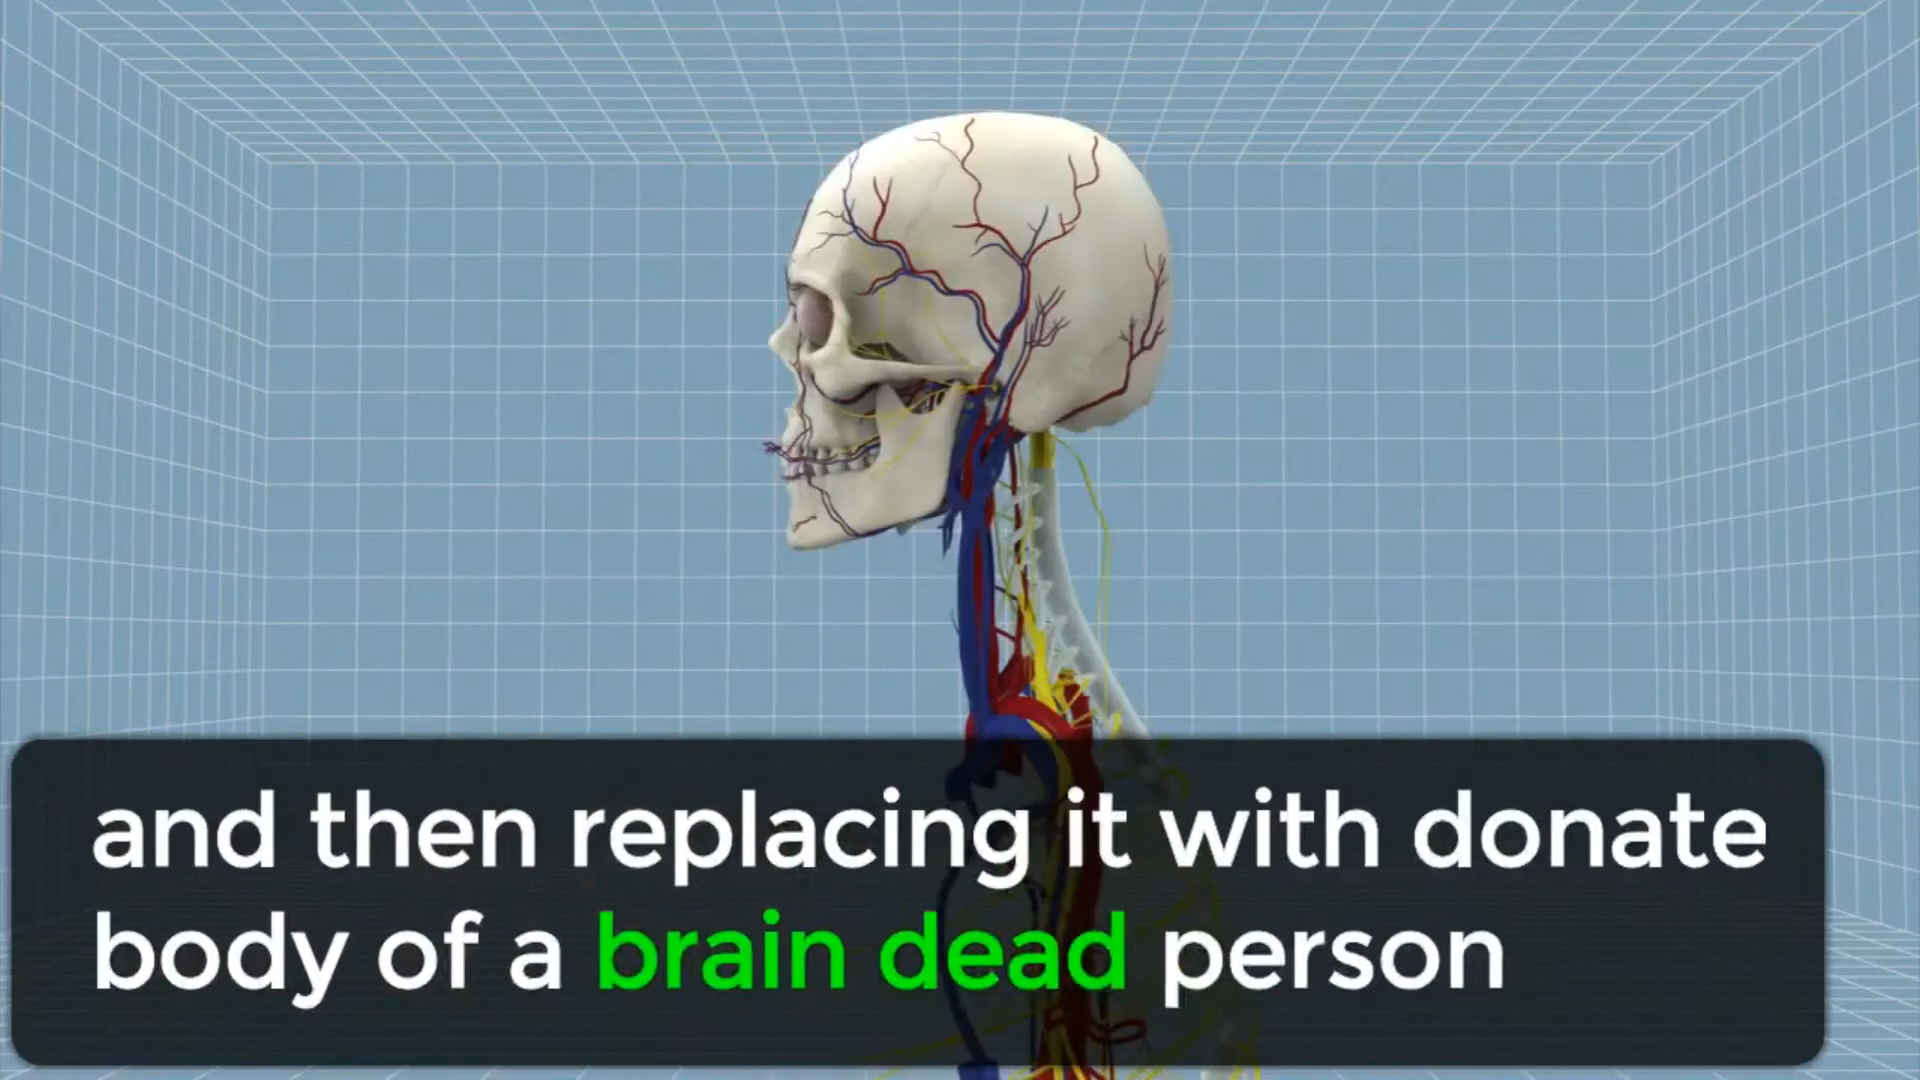 and then replacing it with donate
body of a brain dead person